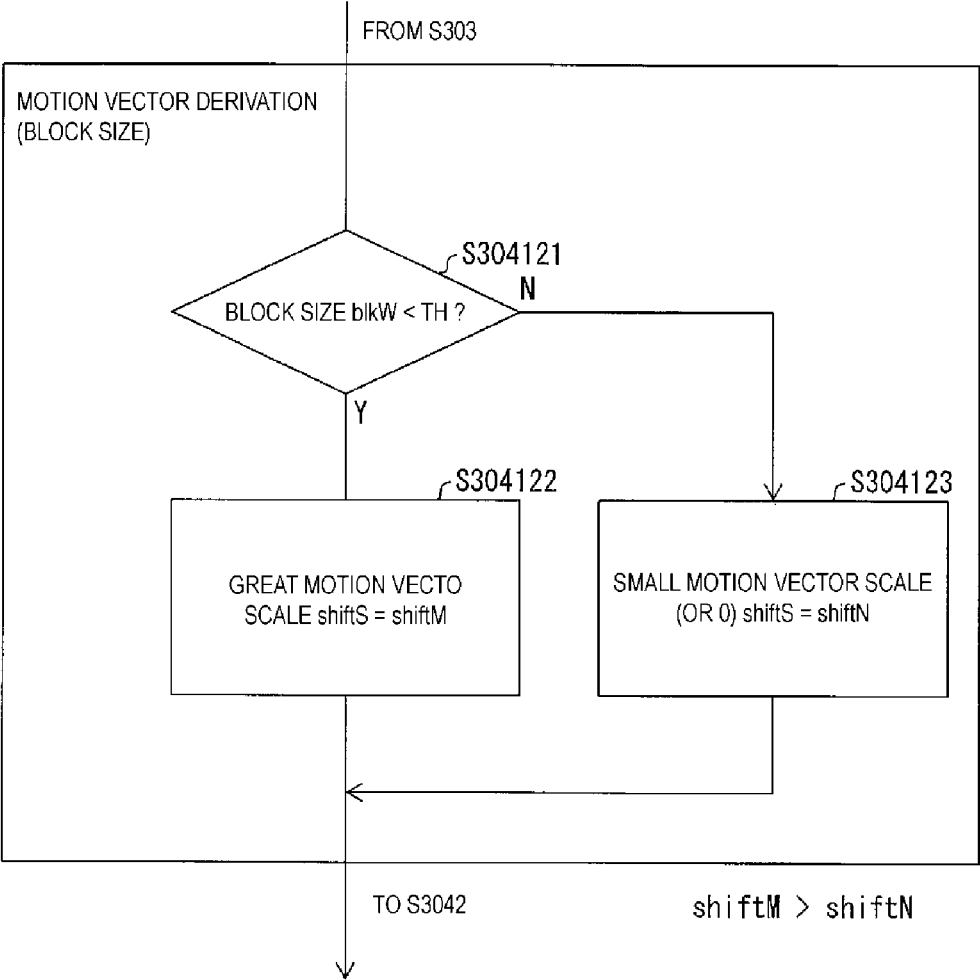 FROM S303
MOTION VECTOR DERIVATION
(BLOCK SIZE)
S304121
N
BLOCK SIZE blkW < TH ?
Y
S304122
S304123
GREAT MOTION VECTO
SCALE shiftS = shiftM
SMALL MOTION VECTOR SCALE
(OR 0) shiftS = shiftN
TO S3042
shiftM > shiftN